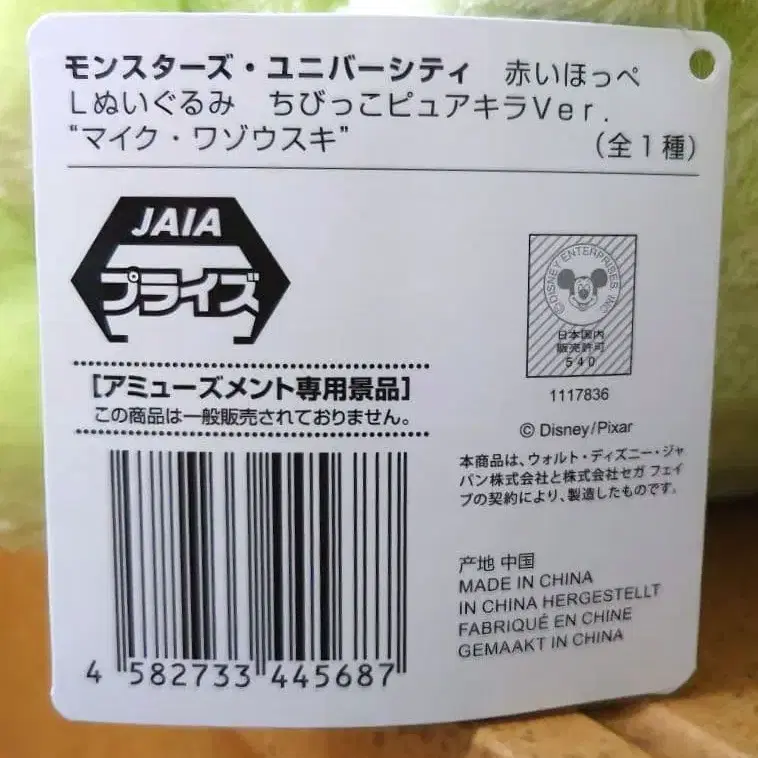 モンスターズ・ユニバーシティ　赤いほっぺ
Lぬいぐるみ　ちびっこピュアキラVer.
“マイク・ワゾウスキ”　（全1種）
JAIA
プライズ
［アミューズメント専用景品］
この商品は一般販売されておりません。
4 582733 445687
©DISNEY ENTERPRISES, INC.
日本国内
販売許可
540
1117836
© Disney/Pixar
本商品は、ウォルト・ディズニー・ジャ
パン株式会社と株式会社セガ フェイ
ブの契約により、製造したものです。
产地 中国
MADE IN CHINA
IN CHINA HERGESTELLT
FABRIQUÉ EN CHINE
GEMAAKT IN CHINA